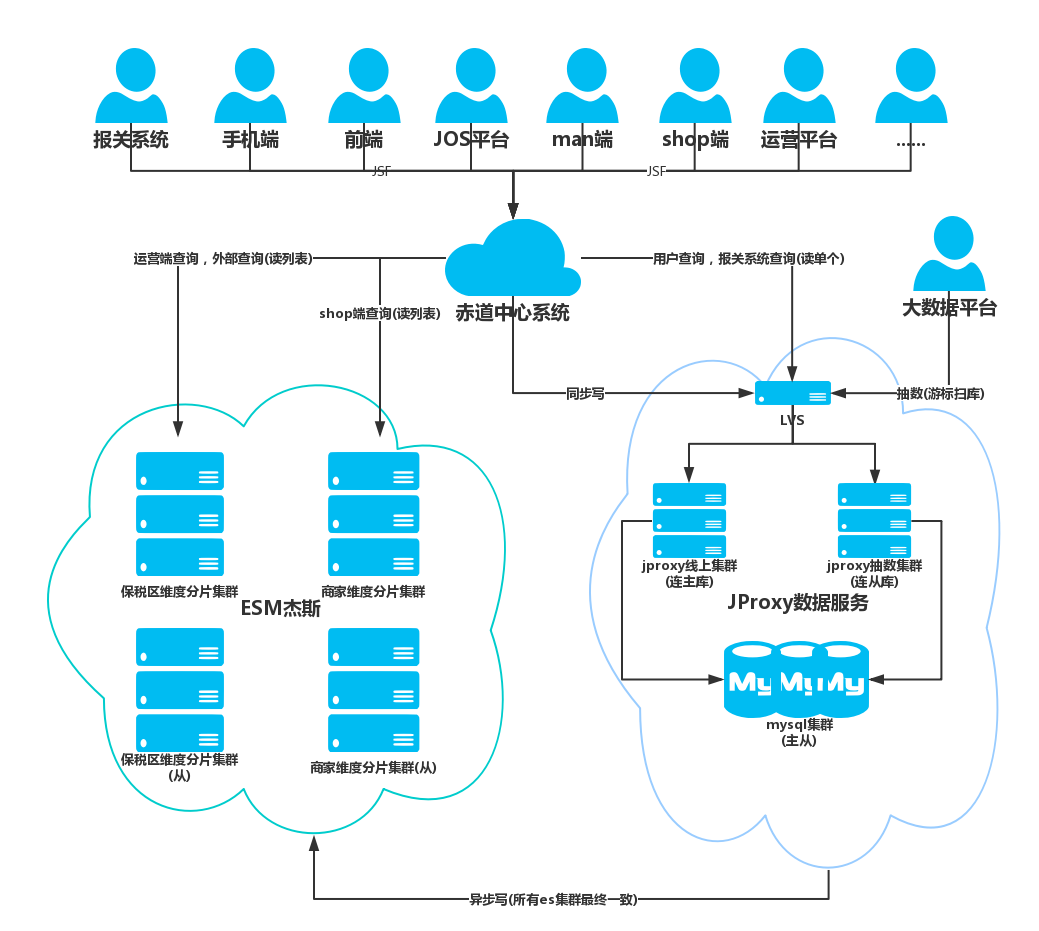 报关系统
手机端
前端
JOS平台
man端
shop端
运营平台
......
JSF
JSF
运营端查询，外部查询(读列表)
用户查询，报关系统查询(读单个)
shop端查询(读列表)
赤道中心系统
大数据平台
同步写
抽数(游标扫库)
LVS
jproxy线上集群
(连主库)
jproxy抽数集群
(连从库)
保税区维度分片集群
商家维度分片集群
ESM杰斯
JProxy数据服务
My
My
My
mysql集群
(主从)
保税区维度分片集群
(从)
商家维度分片集群(从)
异步写(所有es集群最终一致)